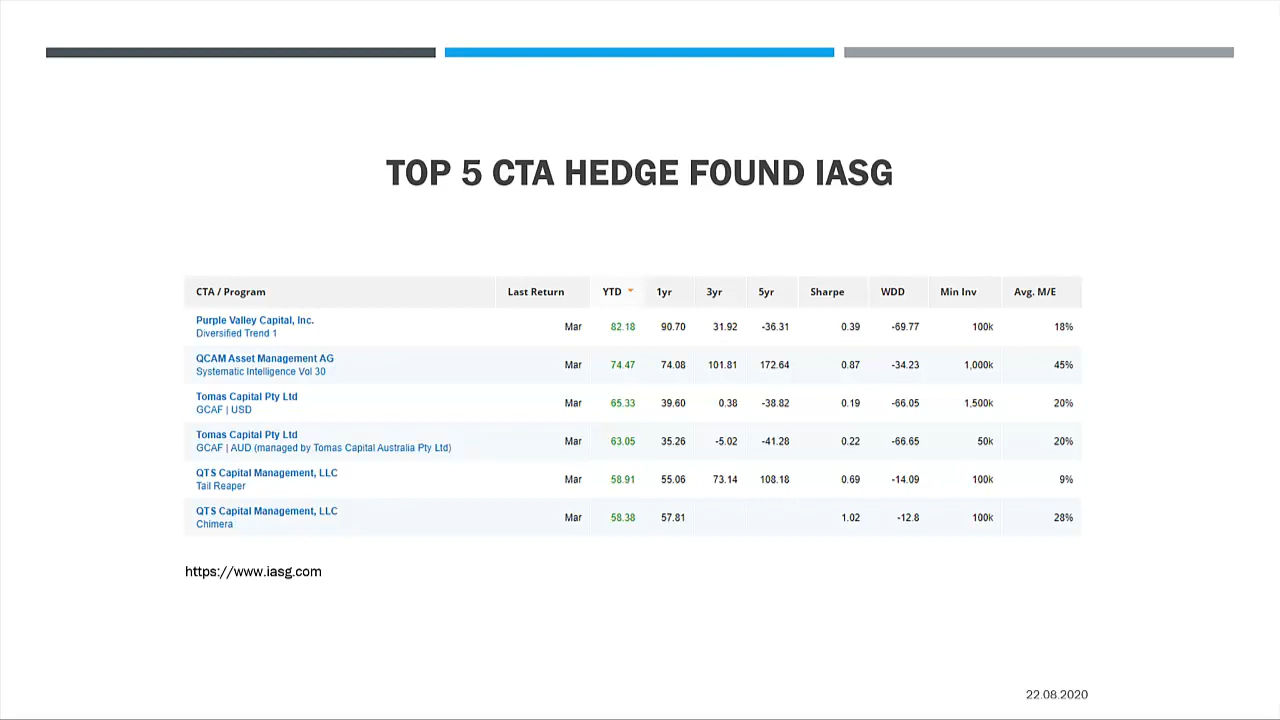 TOP 5 CTA HEDGE FOUND IASG
CTA / Program Last Return YTD 1yr 3yr 5yr Sharpe WDD Min Inv Avg. M/E
Purple Valley Capital, Inc.
Diversified Trend 1 Mar 82.18 90.70 31.92 -36.31 0.39 -69.77 100k 18%
QCAM Asset Management AG
Systematic Intelligence Vol 30 Mar 74.47 74.08 101.81 172.64 0.87 -34.23 1,000k 45%
Tomas Capital Pty Ltd
GCAF | USD Mar 65.33 39.60 0.38 -38.82 0.19 -66.05 1,500k 20%
Tomas Capital Pty Ltd
GCAF | AUD (managed by Tomas Capital Australia Pty Ltd) Mar 63.05 35.26 -5.02 -41.28 0.22 -66.65 50k 20%
QTS Capital Management, LLC
Tail Reaper Mar 58.91 55.06 73.14 108.18 0.69 -14.09 100k 9%
QTS Capital Management, LLC
Chimera Mar 58.38 57.81 1.02 -12.8 100k 28%
https://www.iasg.com
22.08.2020